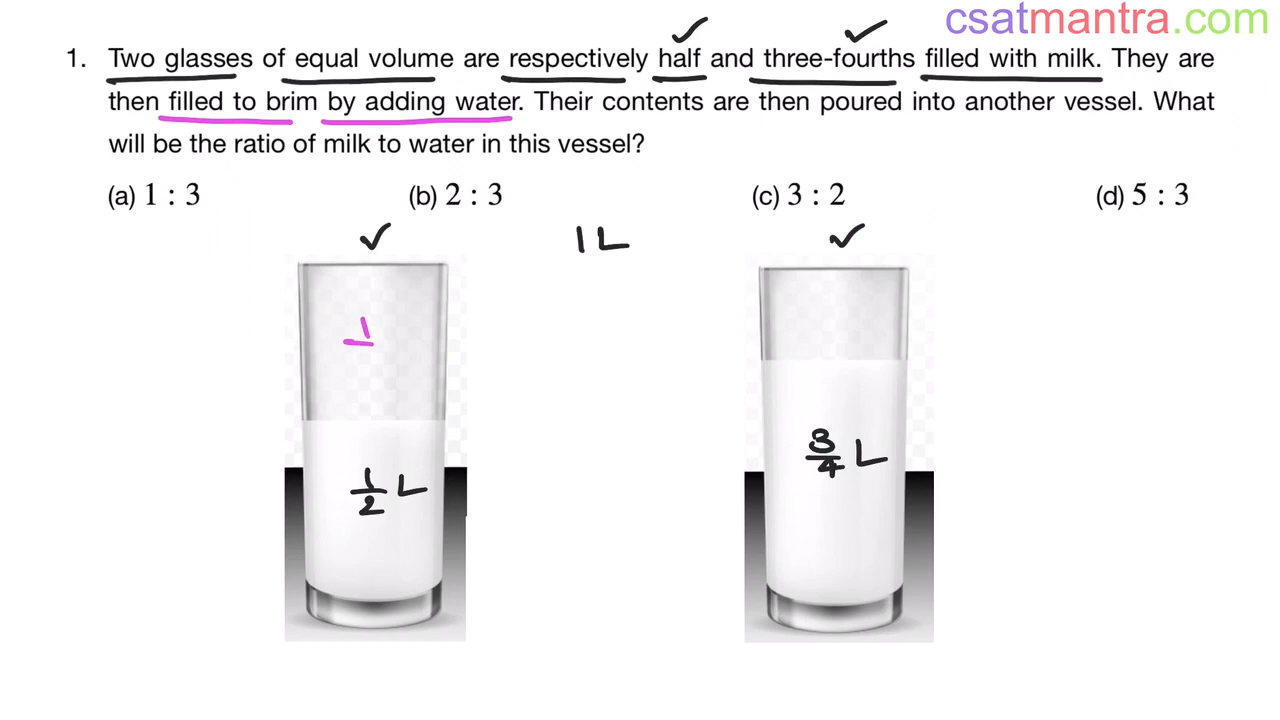 csatmantra.com
1. Two glasses of equal volume are respectively half and three-fourths filled with milk. They are
then filled to brim by adding water. Their contents are then poured into another vessel. What
will be the ratio of milk to water in this vessel?
(a) 1 : 3 (b) 2 : 3 (c) 3 : 2 (d) 5 : 3
✓ 1L ✓
1
1/2 L
3/4 L